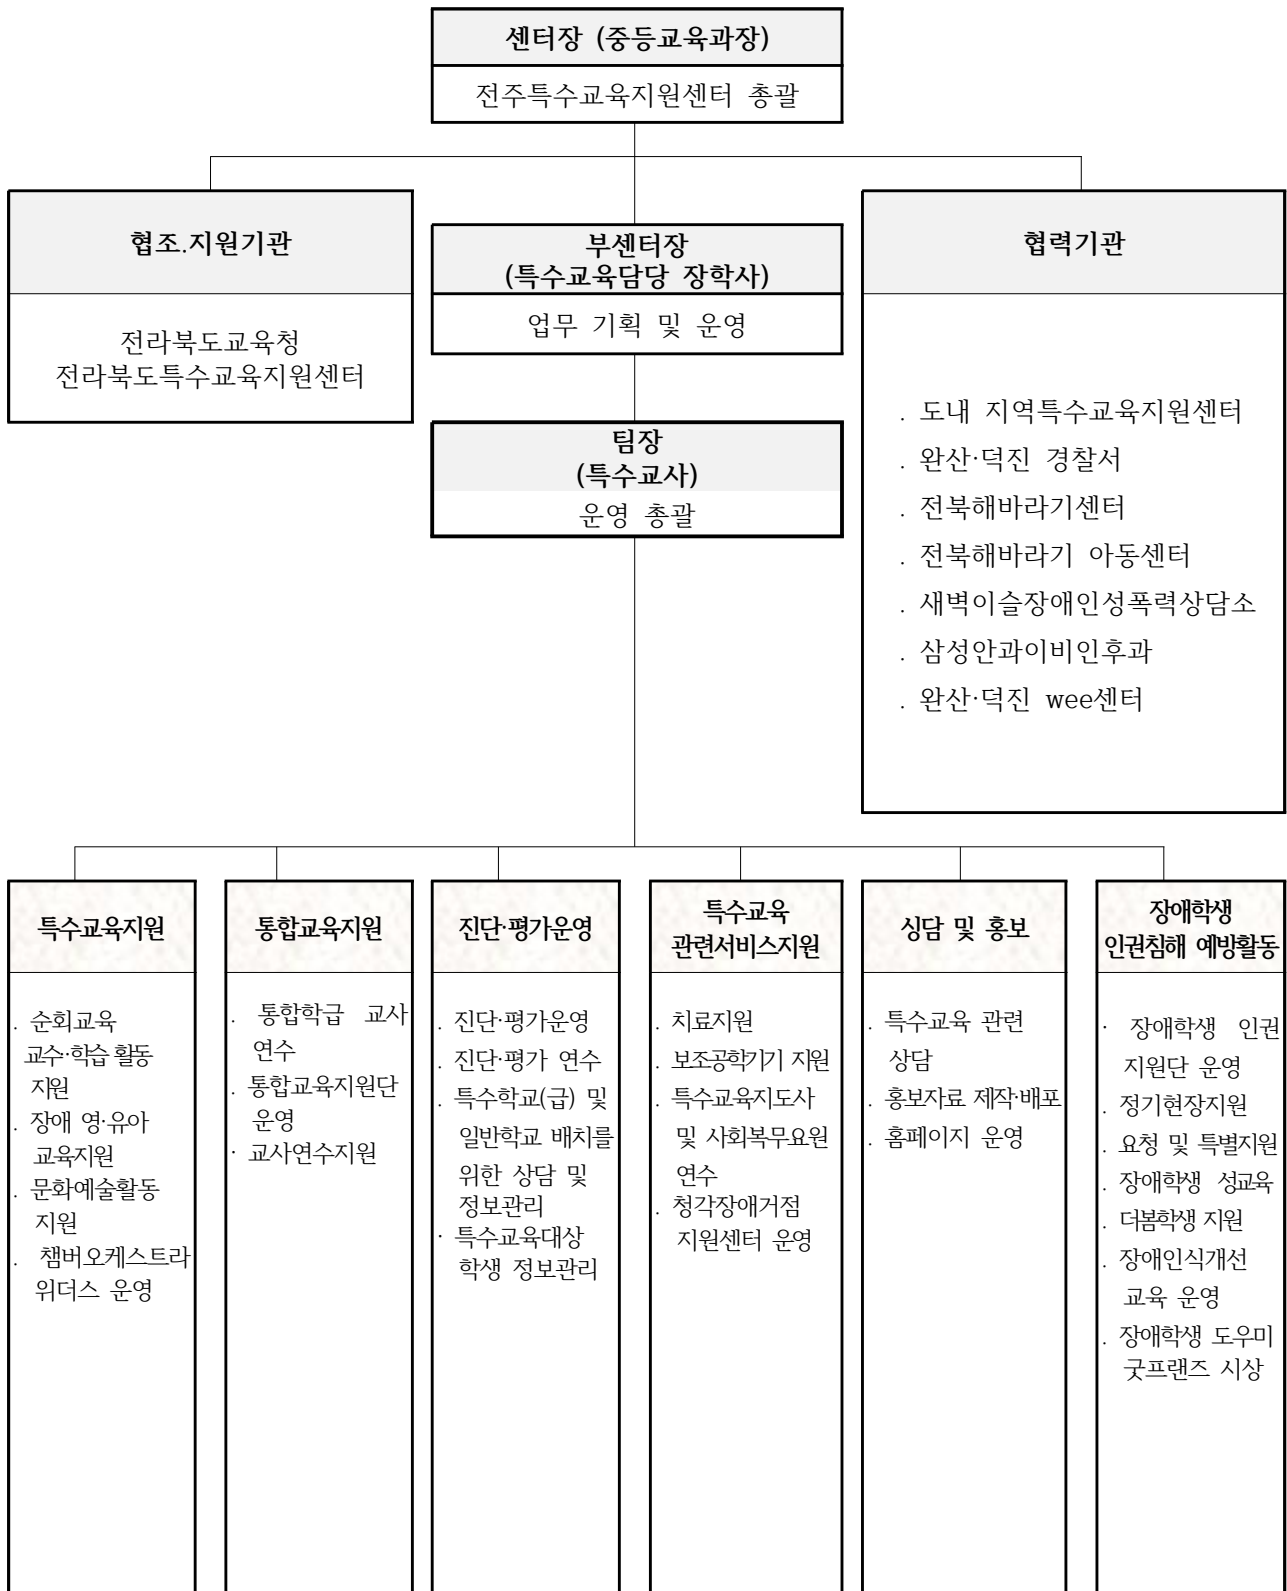 센터장 (중등교육과장)
전주특수교육지원센터 총괄
협조.지원기관
전라북도교육청
전라북도특수교육지원센터
부센터장
(특수교육담당 장학사)
업무 기획 및 운영
팀장
(특수교사)
운영 총괄
협력기관
. 도내 지역특수교육지원센터
. 완산·덕진 경찰서
. 전북해바라기센터
. 전북해바라기 아동센터
. 새벽이슬장애인성폭력상담소
. 삼성안과이비인후과
. 완산·덕진 wee센터
특수교육지원
. 순회교육
교수·학습 활동
지원
. 장애 영·유아
교육지원
. 문화예술활동
지원
. 챔버오케스트라
위더스 운영
통합교육지원
. 통합학급 교사
연수
. 통합교육지원단
운영
· 교사연수지원
진단·평가운영
. 진단·평가운영
. 진단·평가 연수
. 특수학교(급) 및
일반학교 배치를
위한 상담 및
정보관리
· 특수교육대상
학생 정보관리
특수교육
관련서비스지원
. 치료지원
. 보조공학기기 지원
. 특수교육지도사
및 사회복무요원
연수
. 청각장애거점
지원센터 운영
상담 및 홍보
. 특수교육 관련
상담
. 홍보자료 제작·배포
. 홈페이지 운영
장애학생
인권침해 예방활동
· 장애학생 인권
지원단 운영
. 정기현장지원
. 요청 및 특별지원
. 장애학생 성교육
. 더봄학생 지원
. 장애인식개선
교육 운영
. 장애학생 도우미
굿프랜즈 시상